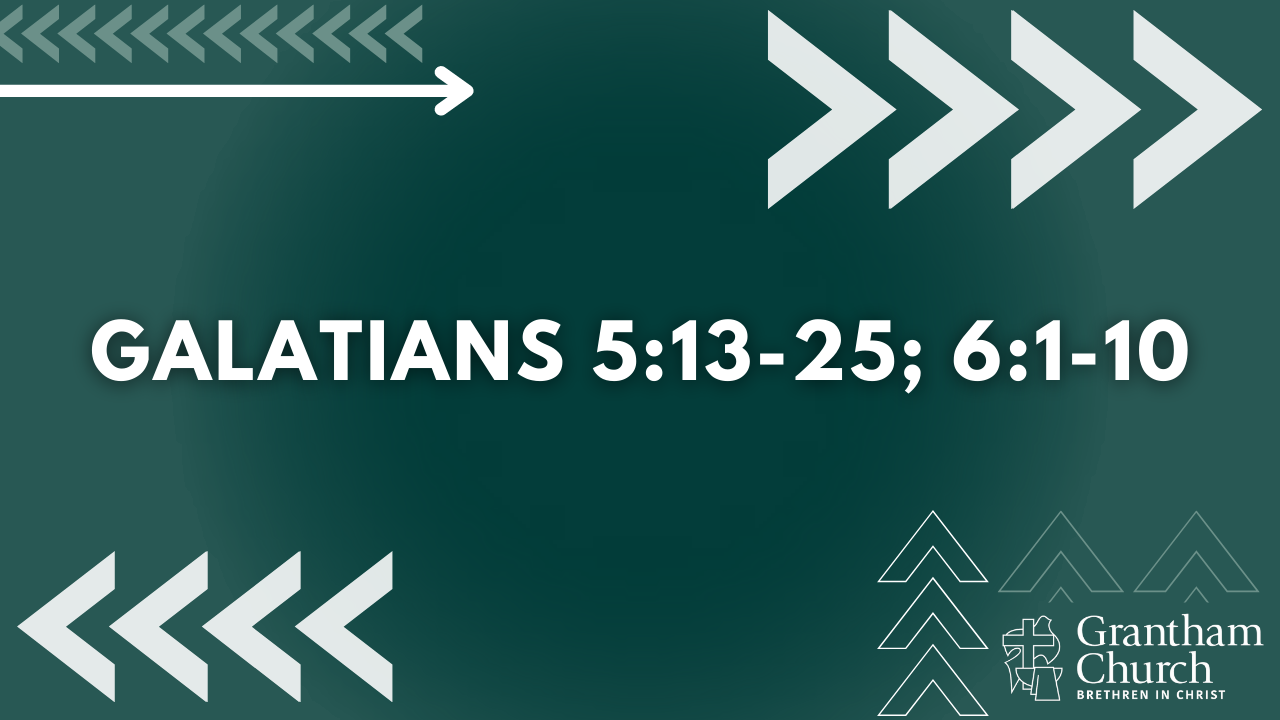 GALATIANS 5:13-25; 6:1-10
Grantham
Church
BRETHREN IN CHRIST